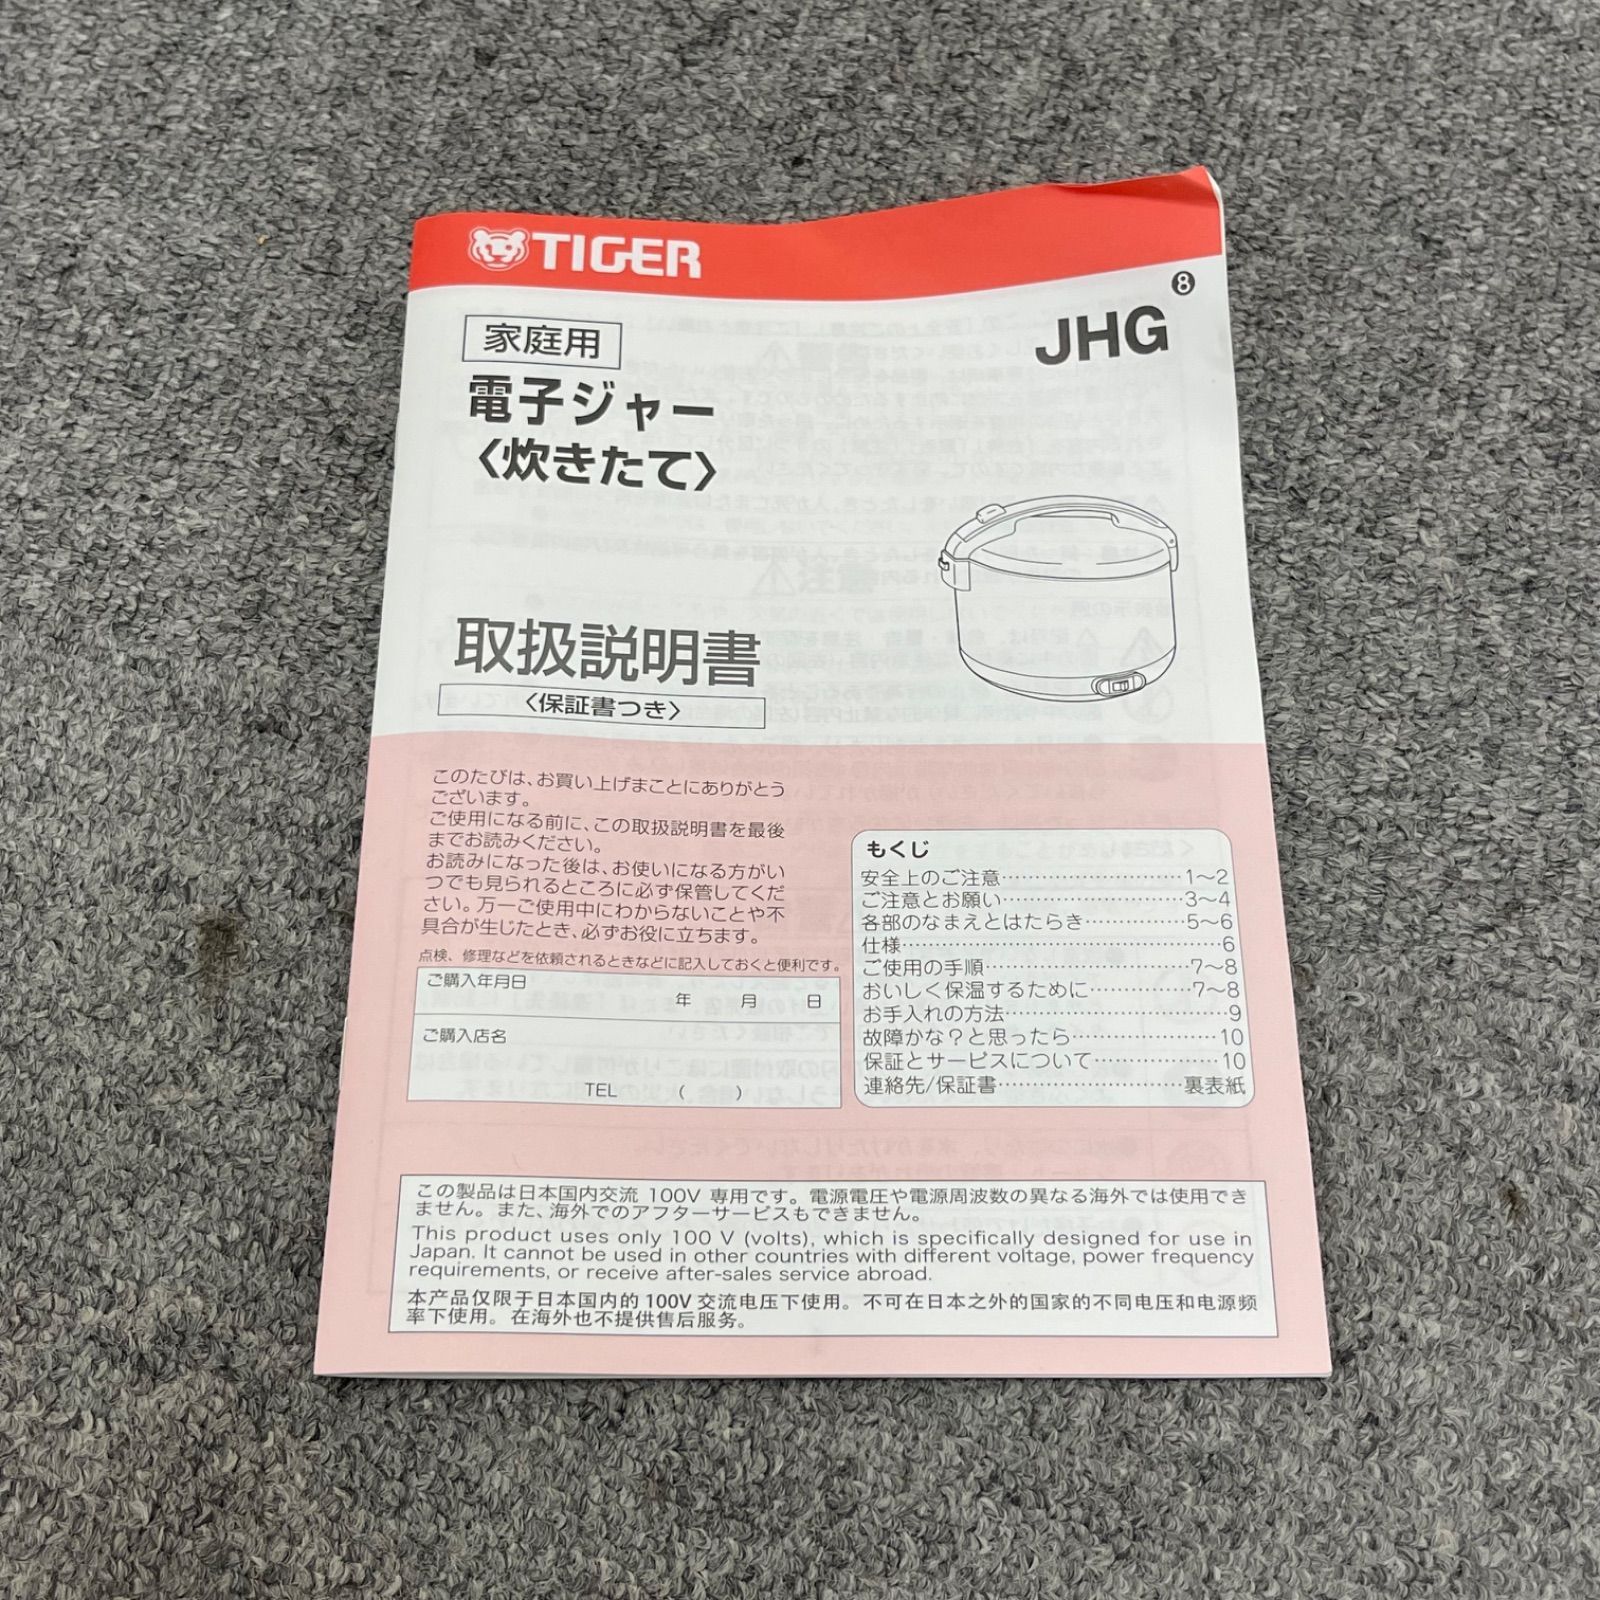 TIGER
JHG
8
家庭用
電子ジャー
〈炊きたて〉
取扱説明書
〈保証書つき〉
このたびは、お買い上げまことにありがとう
ございます。
ご使用になる前に、この取扱説明書を最後
までお読みください。
お読みになった後は、お使いになる方がい
つでも見られるところに必ず保管してくだ
さい。万一ご使用中にわからないことや不
具合が生じたとき、必ずお役に立ちます。
点検、修理などを依頼されるときなどに記入しておくと便利です。
ご購入年月日
年 月 日
ご購入店名
TEL ( )
もくじ
安全上のご注意……………………1〜2
ご注意とお願い……………………3〜4
各部のなまえとはたらき…………5〜6
仕様……………………………………6
ご使用の手順………………………7〜8
おいしく保温するために…………7〜8
お手入れの方法………………………9
故障かな？と思ったら………………10
保証とサービスについて……………10
連絡先/保証書……………………裏表紙
この製品は日本国内交流 100V 専用です。電源電圧や電源周波数の異なる海外では使用でき
ません。また、海外でのアフターサービスもできません。
This product uses only 100 V (volts), which is specifically designed for use in
Japan. It cannot be used in other countries with different voltage, power frequency
requirements, or receive after-sales service abroad.
本产品仅限于日本国内的 100V 交流电压下使用。不可在日本之外的国家的不同电压和电源频
率下使用。在海外也不提供售后服务。